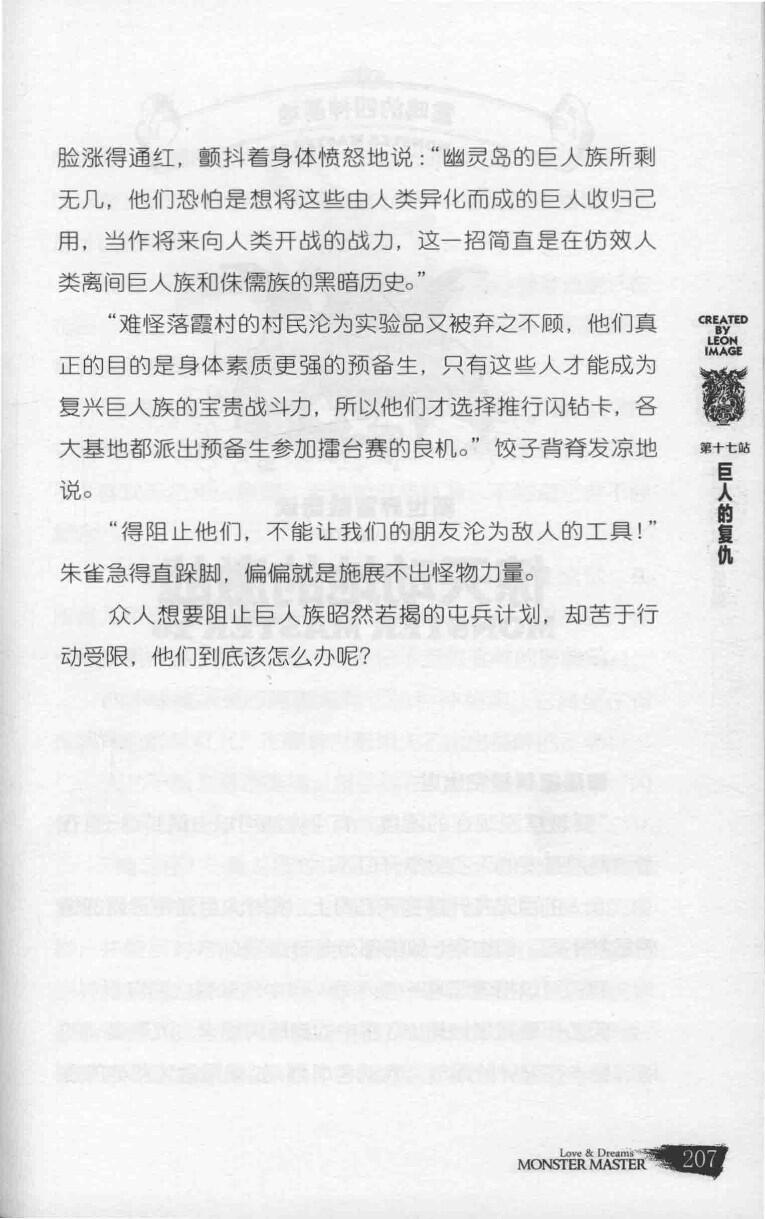 脸涨得通红，颤抖着身体愤怒地说：“幽灵岛的巨人族所剩
无几，他们恐怕是想将这些由人类异化而成的巨人收归己
用，当作将来向人类开战的战力，这一招简直是在仿效人
类离间巨人族和侏儒族的黑暗历史。”
“难怪落霞村的村民沦为实验品又被弃之不顾，他们真
正的目的是身体素质更强的预备生，只有这些人才能成为
复兴巨人族的宝贵战斗力，所以他们才选择推行闪钻卡，各
大基地都派出预备生参加擂台赛的良机。”饺子背脊发凉地
说。
“得阻止他们，不能让我们的朋友沦为敌人的工具！”
朱雀急得直跺脚，偏偏就是施展不出怪物力量。
众人想要阻止巨人族昭然若揭的屯兵计划，却苦于行
动受限，他们到底该怎么办呢？
CREATED
BY
LEON
IMAGE
第十七站
巨人的复仇
Love & Dreams
MONSTER MASTER
207